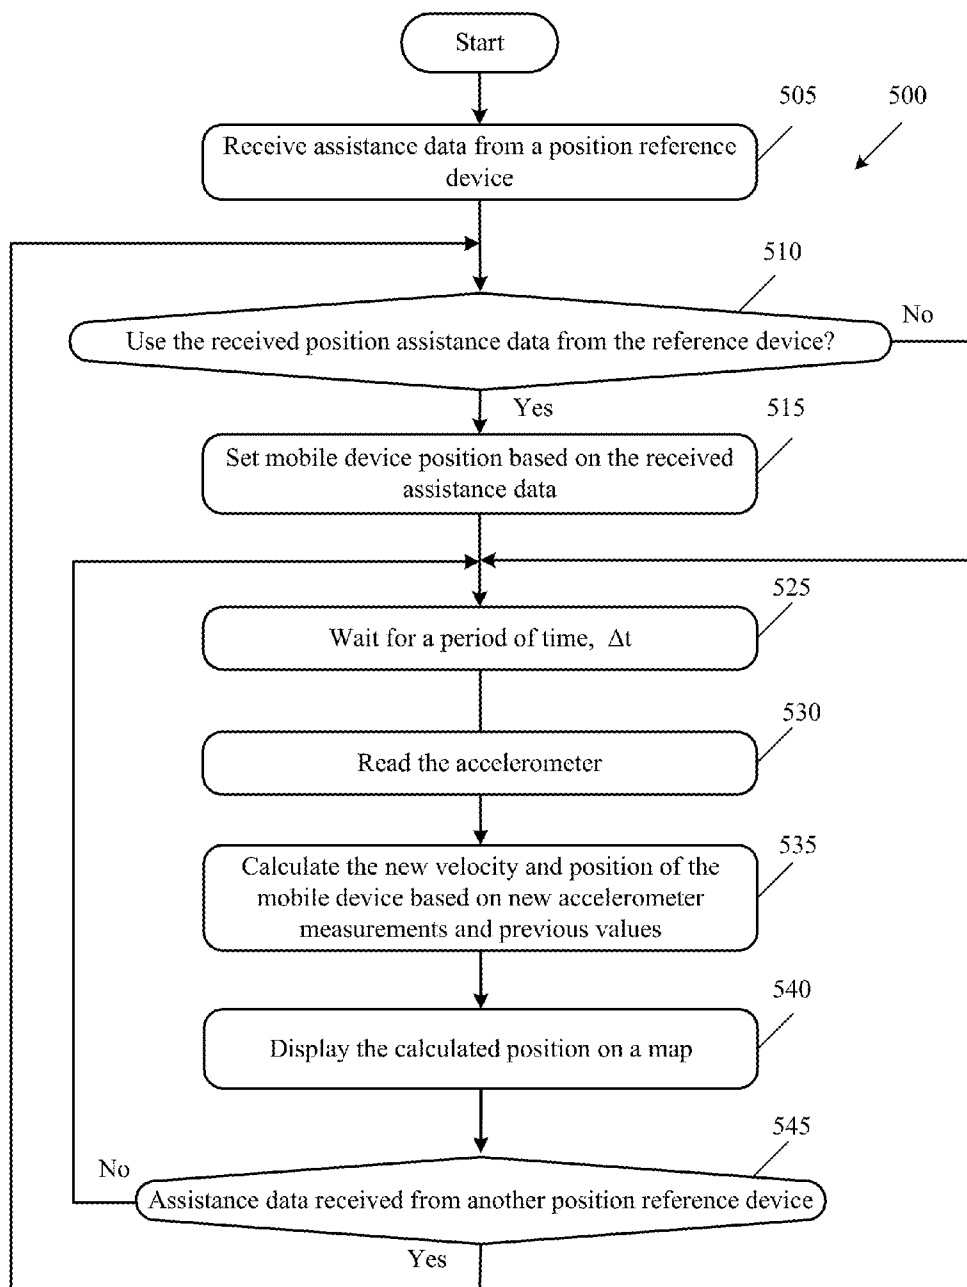 Start
505
500
Receive assistance data from a position reference
device
510
No
Use the received position assistance data from the reference device?
Yes
515
Set mobile device position based on the received
assistance data
525
Wait for a period of time, Δt
530
Read the accelerometer
535
Calculate the new velocity and position of the
mobile device based on new accelerometer
measurements and previous values
540
Display the calculated position on a map
545
No
Assistance data received from another position reference device
Yes